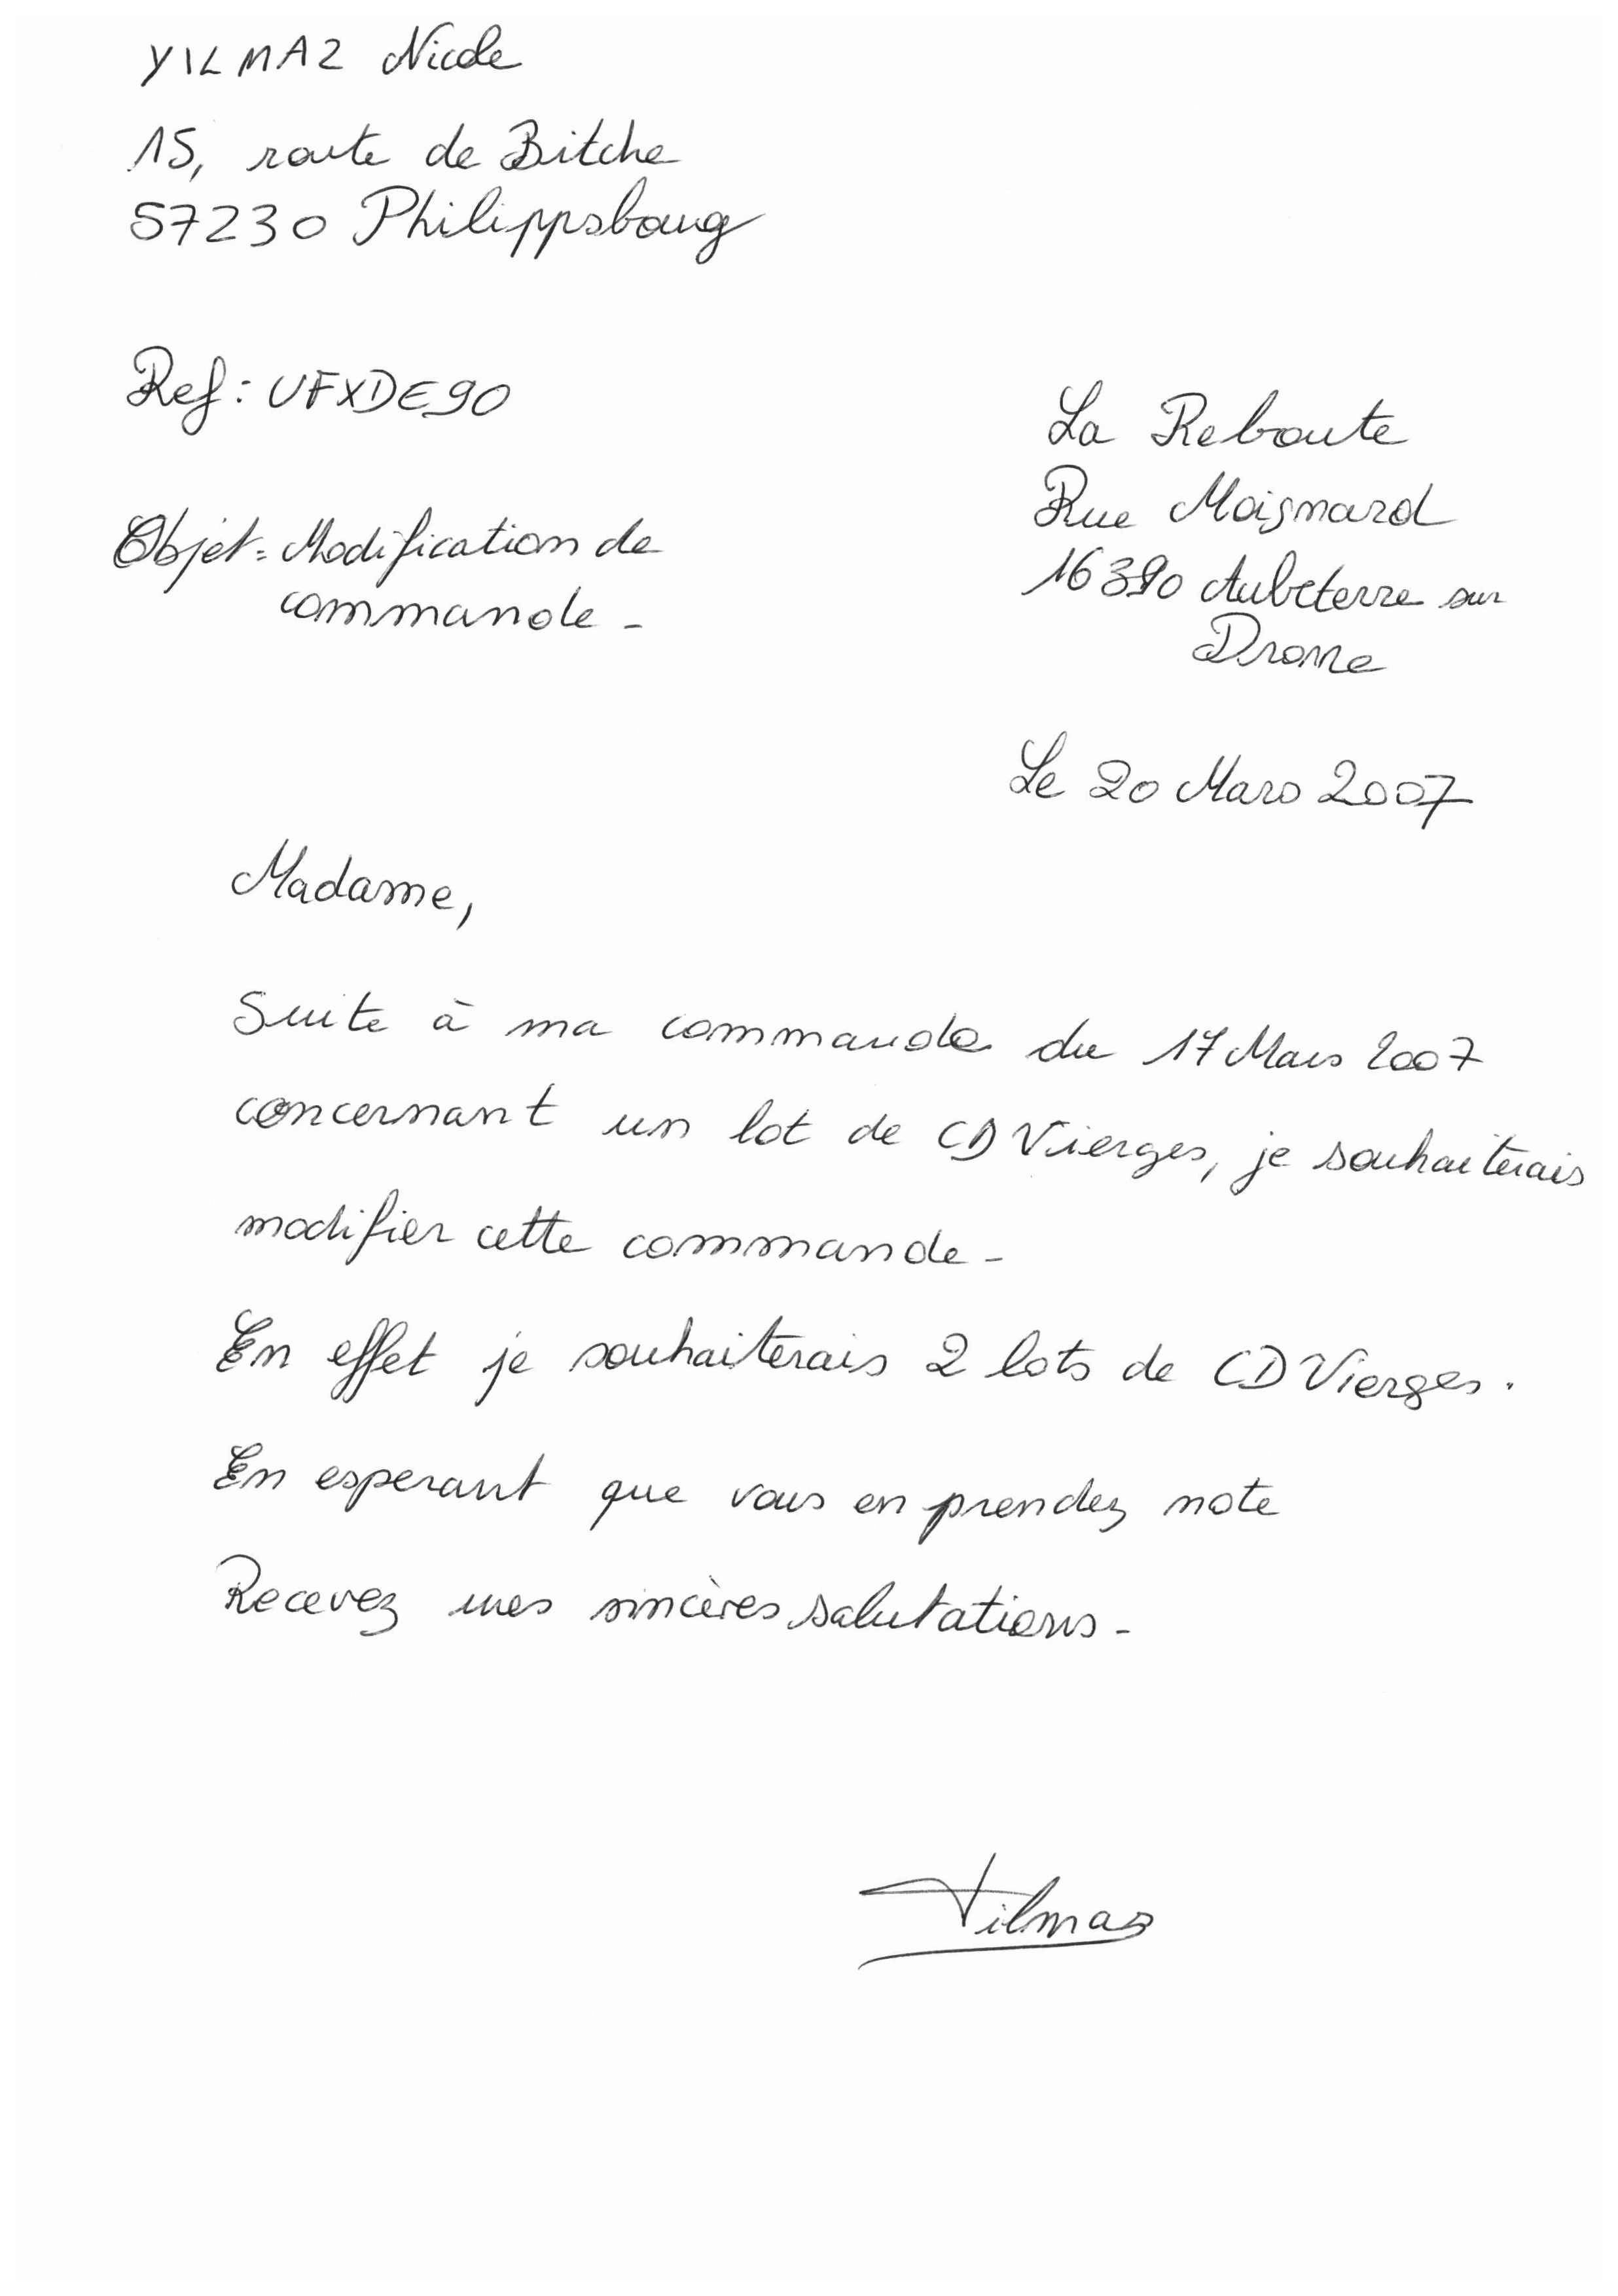 YILMAZ Nicole
15, route de Bitche
57230 Philippsbourg
Ref: UFXDE90
Objet: Modification de
commande -
La Reboute
Rue Moignard
16390 Aubeterre sur
Dronne
Le 20 Mars 2007
Madame,
Suite à ma commande du 17 Mars 2007
concernant un lot de CD Vierges, je souhaiterais
modifier cette commande -
En effet je souhaiterais 2 lots de CD Vierges.
En esperant que vous en prendez note
Recevez mes sincères salutations -
Yilmaz